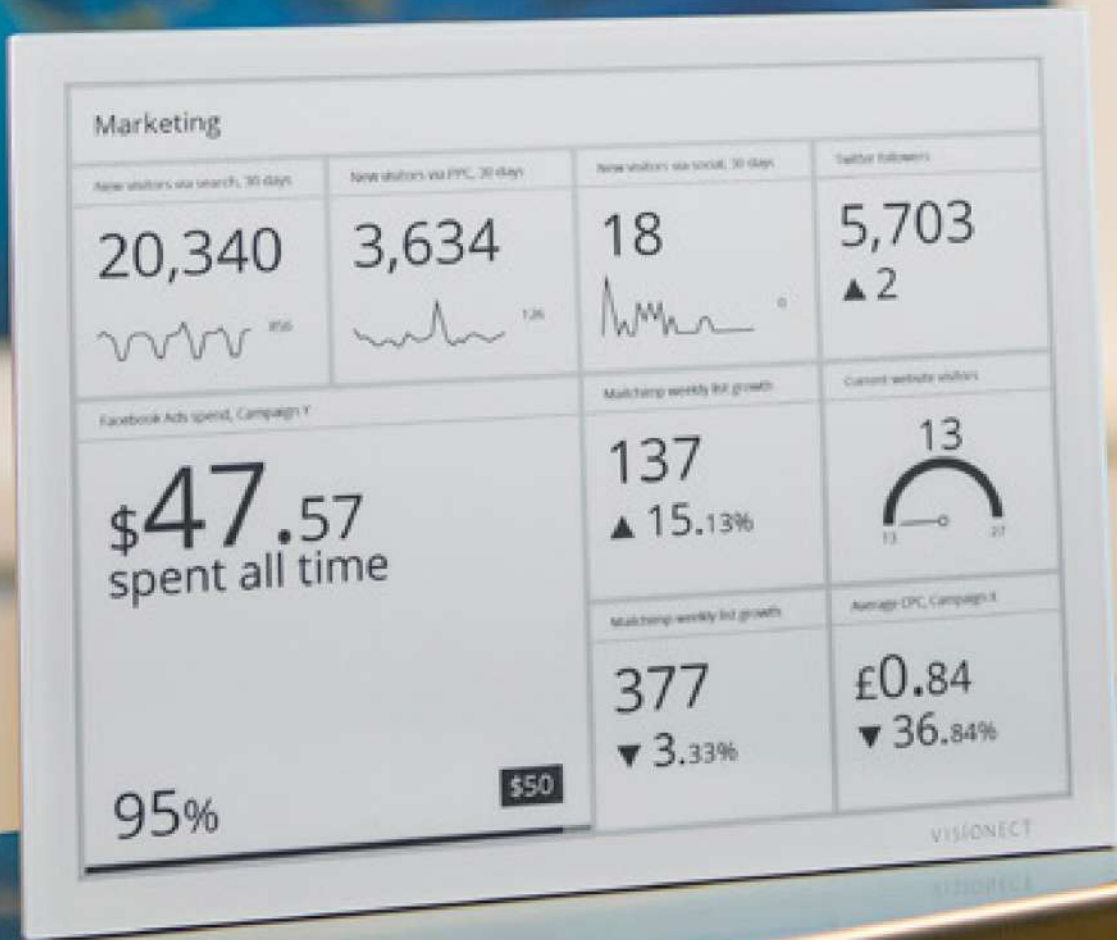 Marketing
New visitors via search, 30 days
New visitors via PPC, 30 days
New visitors via social, 30 days
Twitter followers
20,340
856
3,634
126
18
0
5,703
▲ 2
Facebook Ads spend, Campaign Y
$47.57
spent all time
95%
$50
Mailchimp weekly list growth
137
▲ 15.13%
Current website visitors
13
13
27
Mailchimp weekly list growth
377
▼ 3.33%
Average CPC, Campaign X
£0.84
▼ 36.84%
VISIONECT